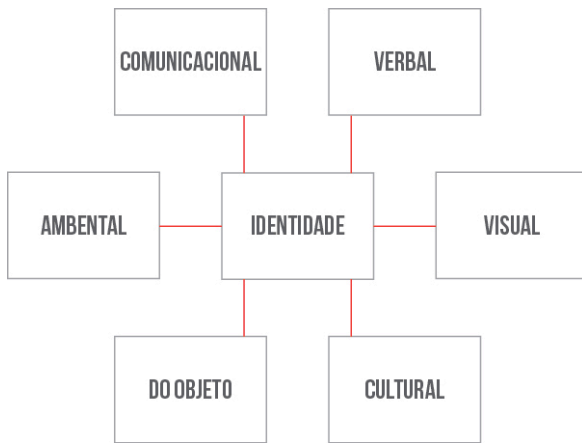 COMUNICACIONAL
VERBAL
AMBENTAL
IDENTIDADE
VISUAL
DO OBJETO
CULTURAL